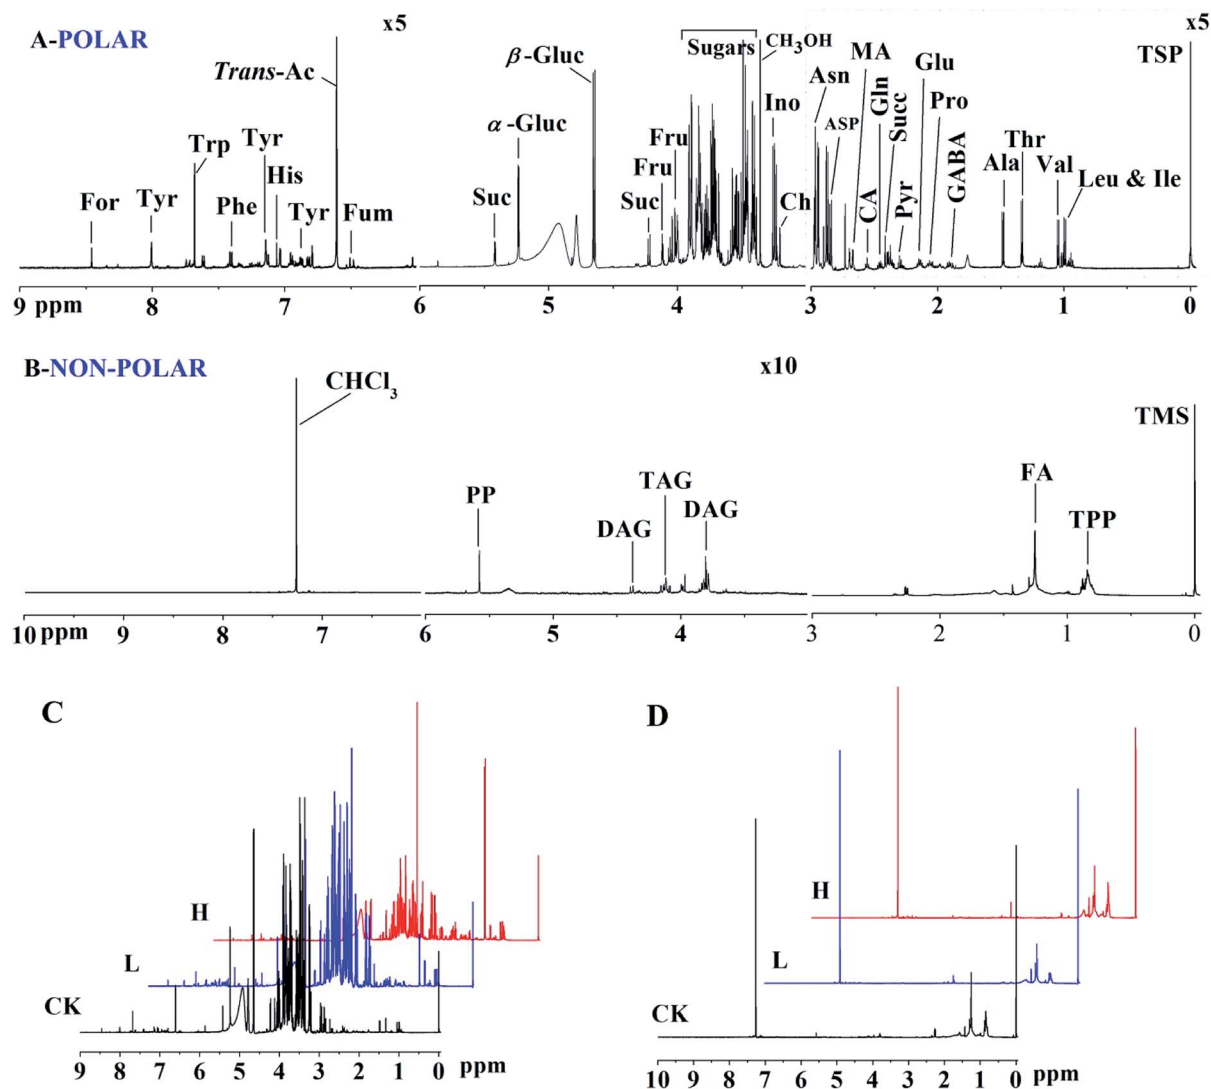 A-POLAR
x5
x5
Trans-Ac
β-Gluc
Sugars
CH3OH
MA
Glu
TSP
Asn
Gln
Succ
Pro
α-Gluc
Ino
ASP
Trp
Tyr
His
Fru
Fru
Thr
GABA
Ala
Val
Leu & Ile
For
Tyr
Phe
Tyr
Fum
Suc
Suc
Ch
CA
Pyr
9 ppm 8 7 6 5 4 3 2 1 0
B-NON-POLAR
x10
CHCl3
TMS
PP
TAG
DAG
DAG
FA
TPP
10 ppm 9 8 7 6 5 4 3 2 1 0
C
H
L
CK
9 8 7 6 5 4 3 2 1 0 ppm
D
H
L
CK
10 9 8 7 6 5 4 3 2 1 0 ppm